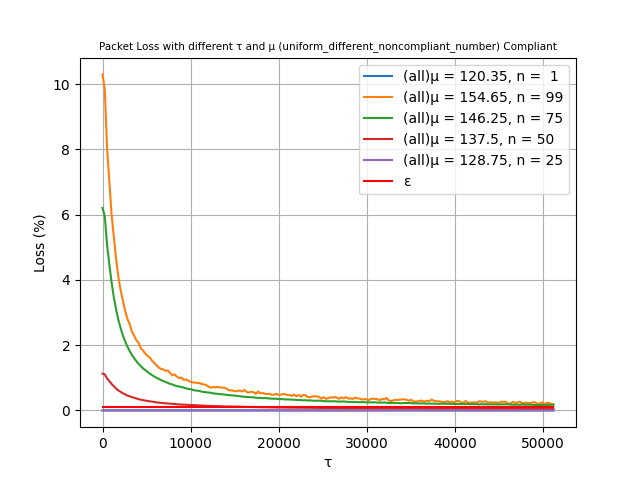 Packet Loss with different τ and μ (uniform_different_noncompliant_number) Compliant
(all)μ = 120.35, n =  1
(all)μ = 154.65, n = 99
(all)μ = 146.25, n = 75
(all)μ = 137.5, n = 50
(all)μ = 128.75, n = 25
ε
Loss (%)
10
8
6
4
2
0
0 10000 20000 30000 40000 50000
τ